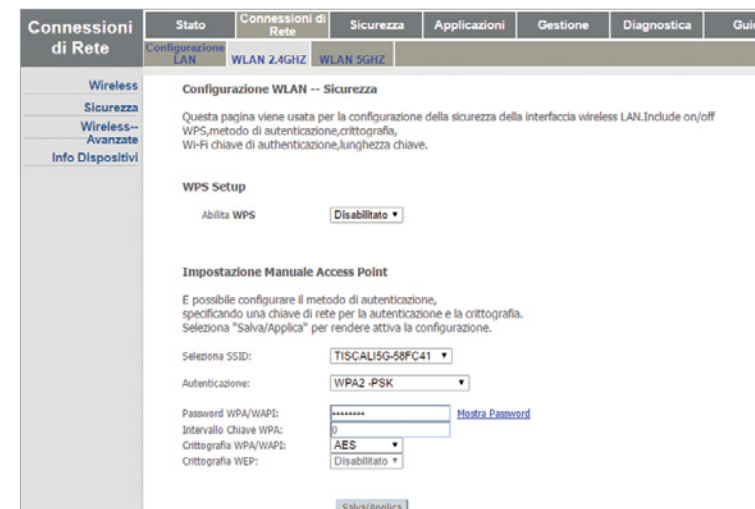 Connessioni di Rete
Stato
Connessioni di Rete
Sicurezza
Applicazioni
Gestione
Diagnostica
Configurazione LAN
WLAN 2.4GHZ
WLAN 5GHZ
Wireless
Sicurezza
Wireless--
Avanzate
Info Dispositivi
Configurazione WLAN -- Sicurezza
Questa pagina viene usata per la configurazione della sicurezza della interfaccia wireless LAN.Include on/off
WPS,metodo di autenticazione,crittografia,
Wi-Fi chiave di authenticazione,lunghezza chiave.
WPS Setup
Abilita WPS
Disabilitato
Impostazione Manuale Access Point
E possibile configurare il metodo di autenticazione,
specificando una chiave di rete per la autenticazione e la crittografia.
Seleziona "Salva/Applica" per rendere attiva la configurazione.
Seleziona SSID:
TISCALI5G-58FC41
Autenticazione:
WPA2 -PSK
Password WPA/WAPI:
••••••••
Mostra Password
Intervallo Chiave WPA:
0
Crittografia WPA/WAPI:
AES
Crittografia WEP:
Disabilitato
Salva/Applica